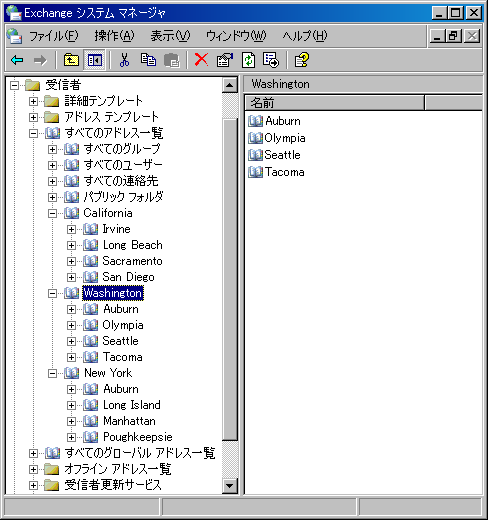 Exchange システム マネージャ
ファイル(F) 操作(A) 表示(V) ウィンドウ(W) ヘルプ(H)
受信者
詳細テンプレート
アドレス テンプレート
すべてのアドレス一覧
すべてのグループ
すべてのユーザー
すべての連絡先
パブリック フォルダ
California
Irvine
Long Beach
Sacramento
San Diego
Washington
Auburn
Olympia
Seattle
Tacoma
New York
Auburn
Long Island
Manhattan
Poughkeepsie
すべてのグローバル アドレス一覧
オフライン アドレス一覧
受信者更新サービス
Washington
名前
Auburn
Olympia
Seattle
Tacoma